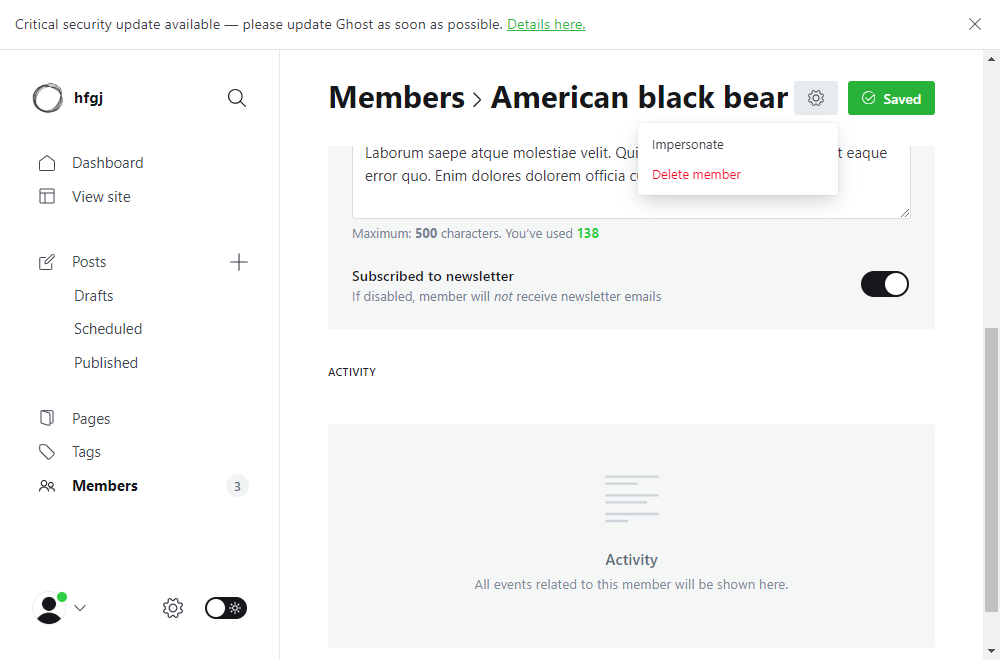 Critical security update available — please update Ghost as soon as possible. Details here.
hfgj
Dashboard
View site
Posts
Drafts
Scheduled
Published
Pages
Tags
Members
3
Members > American black bear
Saved
Impersonate
Delete member
Laborum saepe atque molestiae velit. Qui
eaque
error quo. Enim dolores dolorem officia
Maximum: 500 characters. You’ve used 138
Subscribed to newsletter
If disabled, member will not receive newsletter emails
ACTIVITY
Activity
All events related to this member will be shown here.